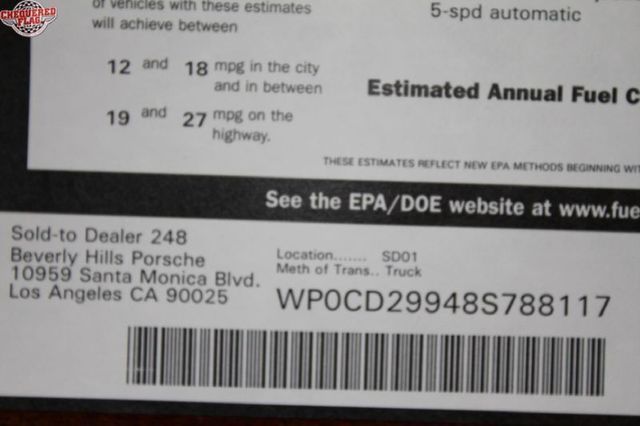 CHEQUERED
FLAG
of vehicles with these estimates
will achieve between
12 and 18 mpg in the city
and in between
19 and 27 mpg on the
highway.
5-spd automatic
Estimated Annual Fuel C
THESE ESTIMATES REFLECT NEW EPA METHODS BEGINNING WIT
See the EPA/DOE website at www.fue
Sold-to Dealer 248
Beverly Hills Porsche
10959 Santa Monica Blvd.
Los Angeles CA 90025
Location....... SD01
Meth of Trans.. Truck
WP0CD29948S788117